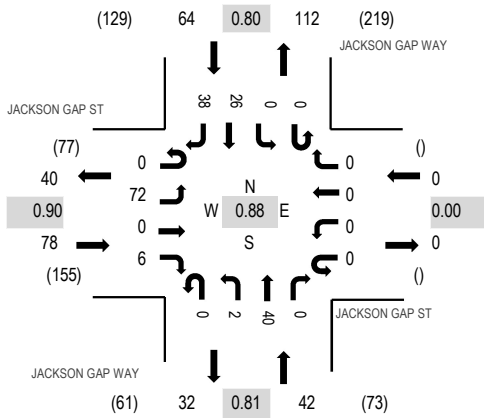 (129) 64 0.80 112 (219)
JACKSON GAP WAY
38 26 0 0
JACKSON GAP ST
(77) ()
0 0
40 0
72 0
N
0.90 W 0.88 E 0.00
0 0
78 0
S
6 0
(155) ()
0 2 40 0
JACKSON GAP ST
JACKSON GAP WAY
(61) 32 0.81 42 (73)